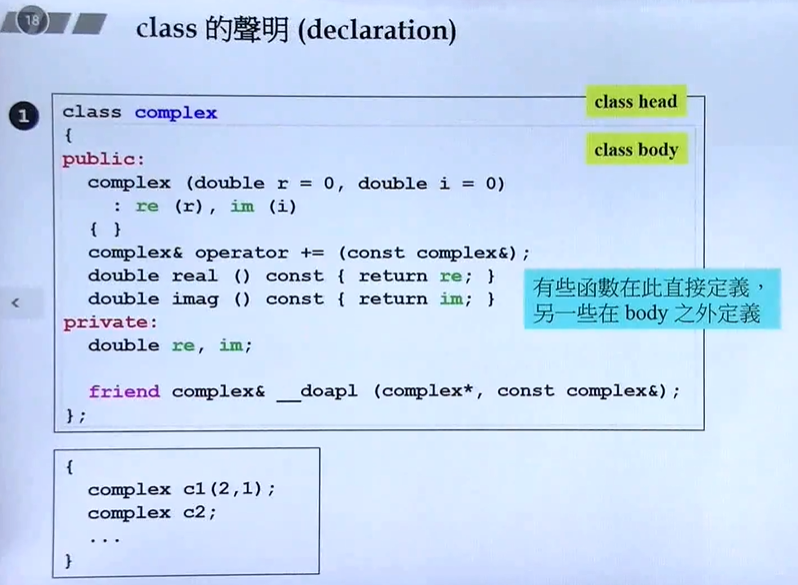 18
class 的聲明 (declaration)
1
class head
class complex
{
class body
public:
complex (double r = 0, double i = 0)
: re (r), im (i)
{ }
complex& operator += (const complex&);
double real () const { return re; }
double imag () const { return im; }
有些函數在此直接定義，
另一些在 body 之外定義
private:
double re, im;
friend complex& __doapl (complex*, const complex&);
};
{
complex c1(2,1);
complex c2;
...
}